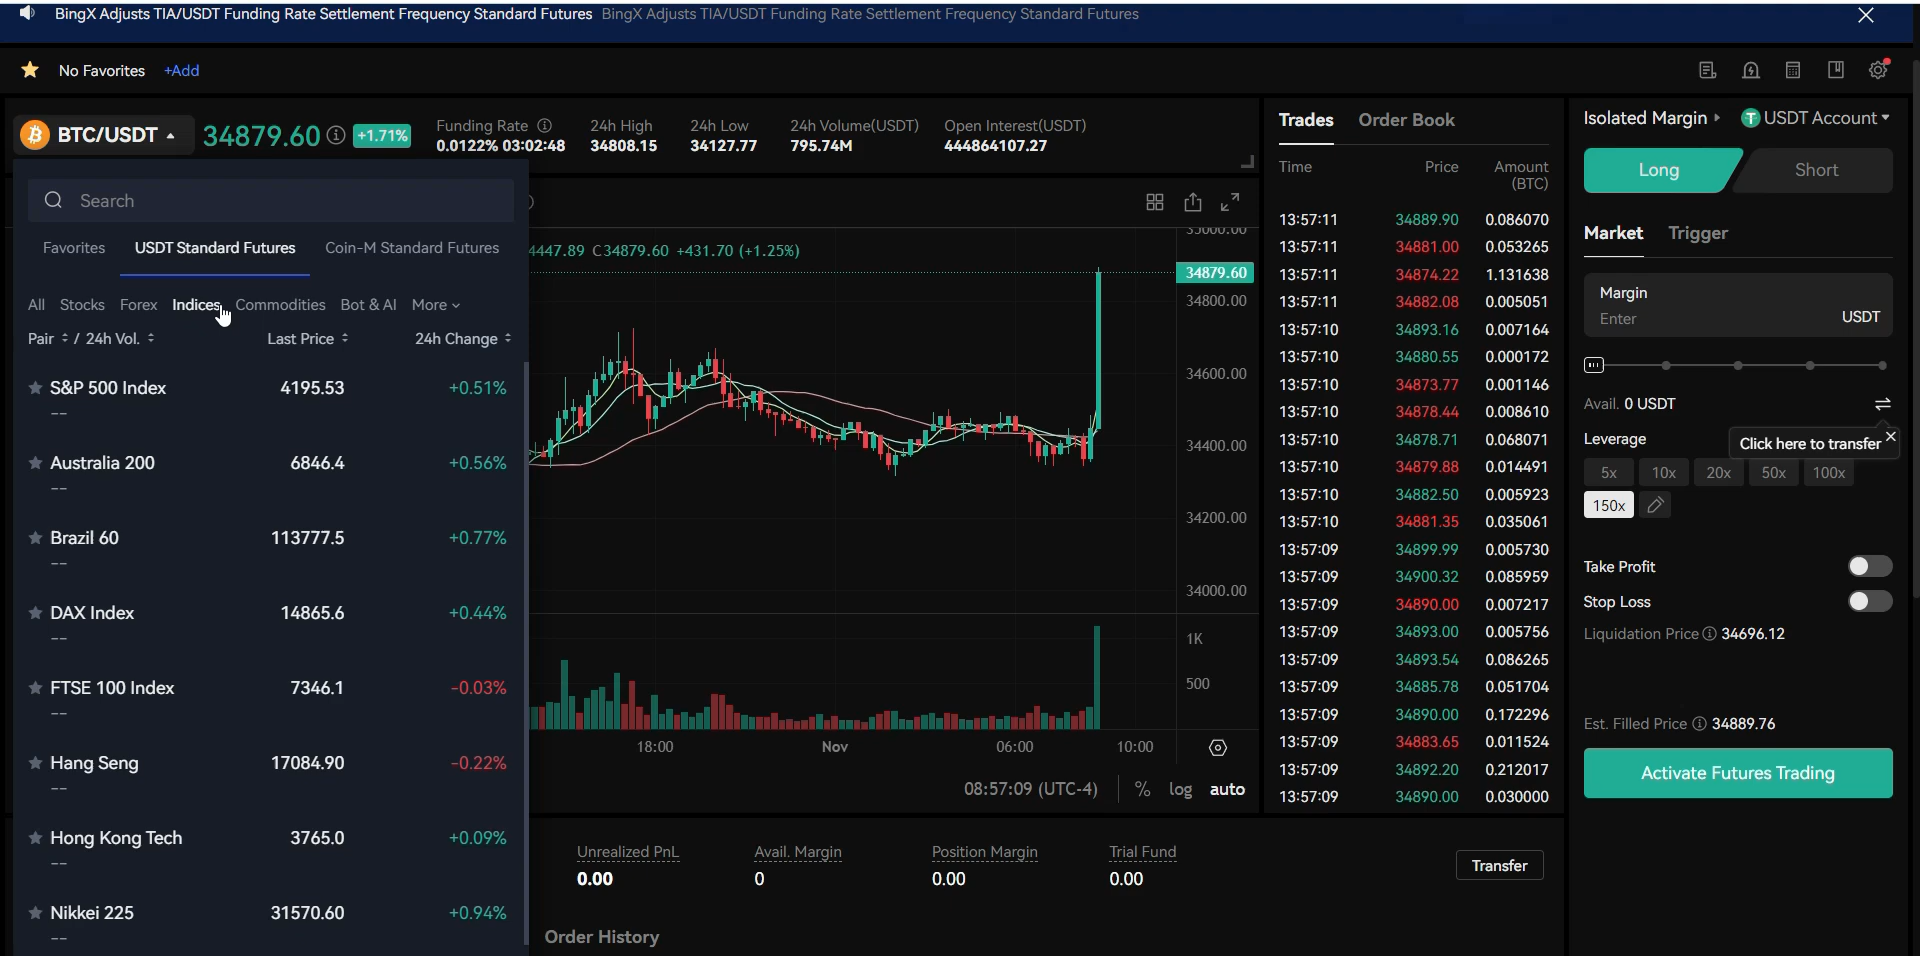 BingX Adjusts TIA/USDT Funding Rate Settlement Frequency Standard Futures BingX Adjusts TIA/USDT Funding Rate Settlement Frequency Standard Futures
No Favorites +Add
BTC/USDT 34879.60 +1.71%
Funding Rate 24h High 24h Low 24h Volume(USDT) Open Interest(USDT)
0.0122% 03:02:48 34808.15 34127.77 795.74M 444864107.27
Search
Favorites USDT Standard Futures Coin-M Standard Futures
All Stocks Forex Indices Commodities Bot & AI More
Pair / 24h Vol. Last Price 24h Change
S&P 500 Index 4195.53 +0.51%
--
Australia 200 6846.4 +0.56%
--
Brazil 60 113777.5 +0.77%
--
DAX Index 14865.6 +0.44%
--
FTSE 100 Index 7346.1 -0.03%
--
Hang Seng 17084.90 -0.22%
--
Hong Kong Tech 3765.0 +0.09%
--
Nikkei 225 31570.60 +0.94%
--
4447.89 C34879.60 +431.70 (+1.25%)
35000.00
34879.60
34800.00
34600.00
34400.00
34200.00
34000.00
1K
500
18:00 Nov 06:00 10:00
08:57:09 (UTC-4) % log auto
Unrealized PnL Avail. Margin Position Margin Trial Fund
0.00 0 0.00 0.00
Transfer
Order History
Trades Order Book
Time Price Amount
(BTC)
13:57:11 34889.90 0.086070
13:57:11 34881.00 0.053265
13:57:11 34874.22 1.131638
13:57:11 34882.08 0.005051
13:57:10 34893.16 0.007164
13:57:10 34880.55 0.000172
13:57:10 34873.77 0.001146
13:57:10 34878.44 0.008610
13:57:10 34878.71 0.068071
13:57:10 34879.88 0.014491
13:57:10 34882.50 0.005923
13:57:10 34881.35 0.035061
13:57:09 34899.99 0.005730
13:57:09 34900.32 0.085959
13:57:09 34890.00 0.007217
13:57:09 34893.00 0.005756
13:57:09 34893.54 0.086265
13:57:09 34885.78 0.051704
13:57:09 34890.00 0.172296
13:57:09 34883.65 0.011524
13:57:09 34892.20 0.212017
13:57:09 34890.00 0.030000
Isolated Margin USDT Account
Long Short
Market Trigger
Margin
Enter USDT
Avail. 0 USDT
Leverage
Click here to transfer
5x 10x 20x 50x 100x
150x
Take Profit
Stop Loss
Liquidation Price 34696.12
Est. Filled Price 34889.76
Activate Futures Trading